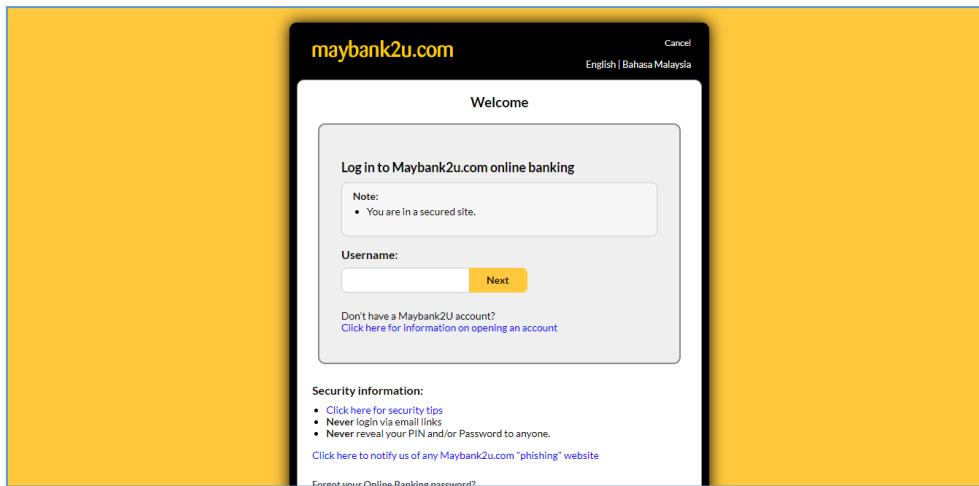 maybank2u.com
Cancel
English | Bahasa Malaysia
Welcome
Log in to Maybank2u.com online banking
Note:
• You are in a secured site.
Username:
Next
Don't have a Maybank2U account?
Click here for information on opening an account
Security information:
• Click here for security tips
• Never login via email links
• Never reveal your PIN and/or Password to anyone.
Click here to notify us of any Maybank2u.com "phishing" website
Forgot your Online Banking password?